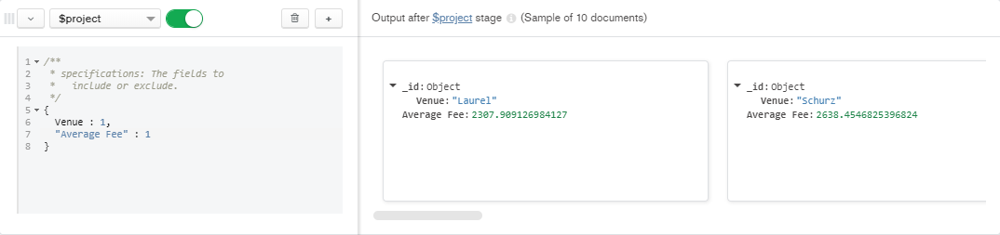 $project
+
Output after $project stage (Sample of 10 documents)
1 /**
2 * specifications: The fields to
3 *   include or exclude.
4 */
5 {
6 Venue : 1,
7 "Average Fee" : 1
8 }
_id: Object
Venue: "Laurel"
Average Fee: 2307.909126984127
_id: Object
Venue: "Schurz"
Average Fee: 2638.4546825396824